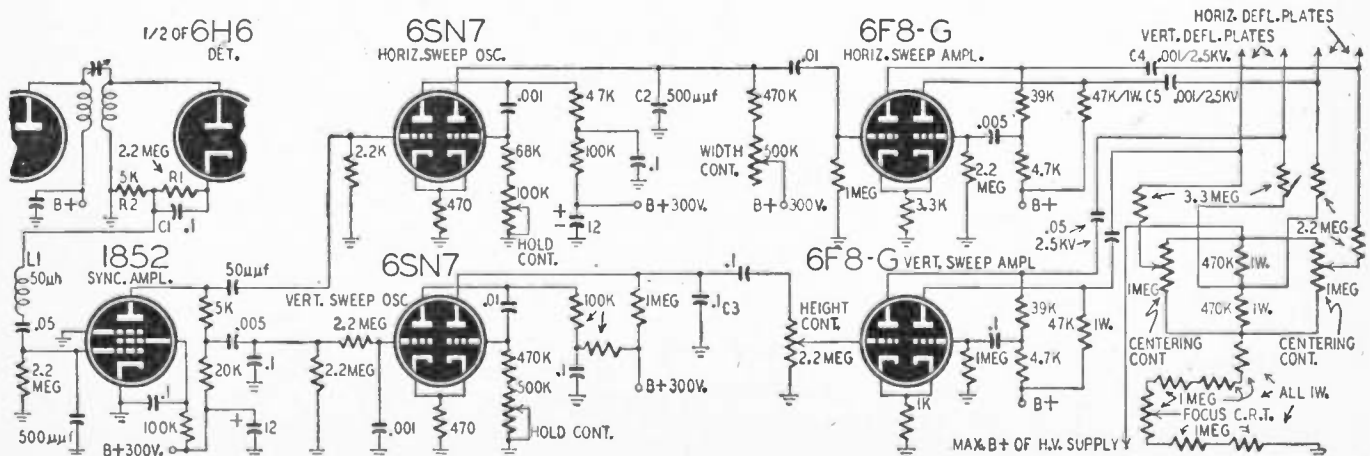 1/2 OF 6H6
DET.
2.2 MEG
5K
R1
R2
B+
C1
.1
L1
50μh
1852
SYNC. AMPL.
.05
2.2
MEG
500μμf
.1
100K
B+300V.
50μμf
5K
.005
20K
.1
12
2.2K
2.2 MEG
2.2MEG
.001
6SN7
HORIZ.SWEEP OSC.
.001
68K
100K
HOLD
CONT.
470
4.7K
100K
.1
12
B+300V.
C2
500μμf
.01
470K
500K
WIDTH
CONT.
B+
300V.
6SN7
VERT. SWEEP OSC.
.01
470K
500K
HOLD CONT.
470
100K
.1
1MEG
B+300V.
.1
.1
C3
HEIGHT
CONT.
2.2MEG
6F8-G
HORIZ.SWEEP AMPL.
1MEG
3.3K
2.2
MEG
.005
39K
4.7K
B+
47K/1W.
C4 .001/2.5KV.
C5 .001/2.5KV
6F8-G
VERT. SWEEP AMPL
1K
1MEG
.1
39K
4.7K
B+
47K
1W.
.05
2.5KV
HORIZ. DEFL. PLATES
VERT. DEFL. PLATES
3.3 MEG
2.2
MEG
1MEG
470K
1W.
470K
1W.
1MEG
CENTERING
CONT
CENTERING
CONT.
1MEG
ALL 1W.
FOCUS C.R.T.
1MEG
MAX. B+ OF H.V. SUPPLY